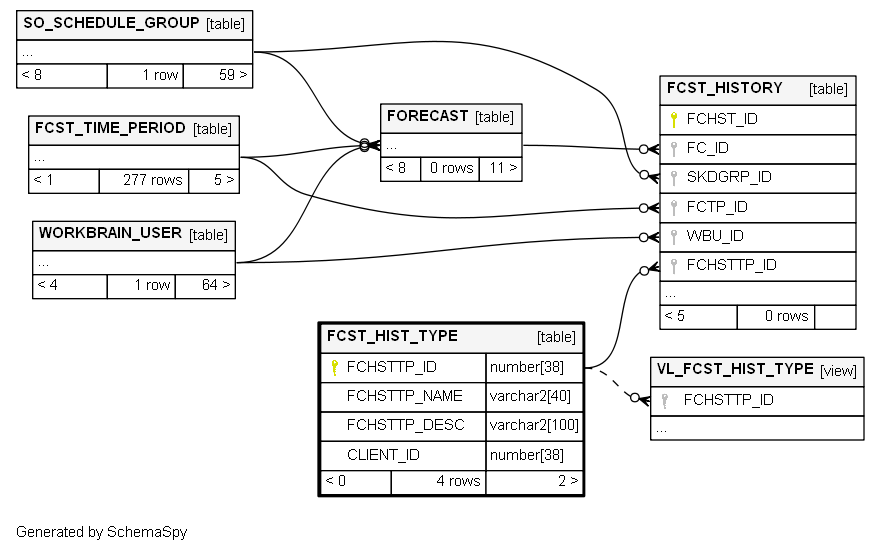 SO_SCHEDULE_GROUP [table]
...
< 8 1 row 59 >
FCST_TIME_PERIOD [table]
...
< 1 277 rows 5 >
WORKBRAIN_USER [table]
...
< 4 1 row 64 >
FORECAST [table]
...
< 8 0 rows 11 >
FCST_HISTORY [table]
FCHST_ID
FC_ID
SKDGRP_ID
FCTP_ID
WBU_ID
FCHSTTP_ID
...
< 5 0 rows
FCST_HIST_TYPE [table]
FCHSTTP_ID number[38]
FCHSTTP_NAME varchar2[40]
FCHSTTP_DESC varchar2[100]
CLIENT_ID number[38]
< 0 4 rows 2 >
VL_FCST_HIST_TYPE [view]
FCHSTTP_ID
...
Generated by SchemaSpy